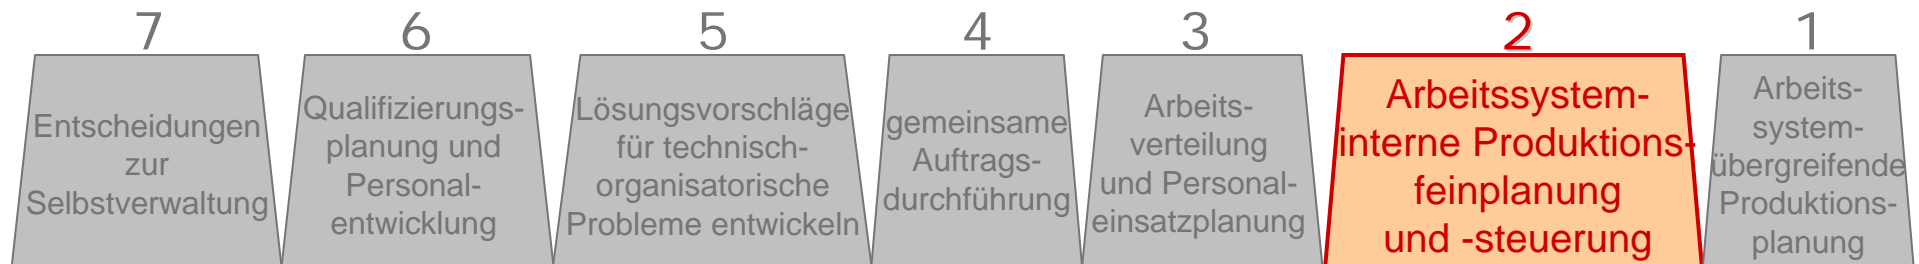 7
Entscheidungen
zur
Selbstverwaltung
6
Qualifizierungs-
planung und
Personal-
entwicklung
5
Lösungsvorschläge
für technisch-
organisatorische
Probleme entwickeln
4
gemeinsame
Auftrags-
durchführung
3
Arbeits-
verteilung
und Personal-
einsatzplanung
2
Arbeitssystem-
interne Produktions-
feinplanung
und -steuerung
1
Arbeits-
system-
übergreifende
Produktions-
planung